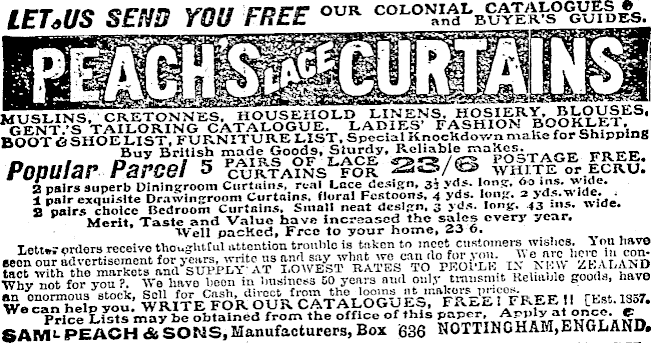 LET US SEND YOU FREE OUR COLONIAL CATALOGUES and BUYER'S GUIDES.
PEACH'S LACE CURTAINS
MUSLINS, CRETONNES, HOUSEHOLD LINENS, HOSIERY, BLOUSES,
GENT.'S TAILORING CATALOGUE. LADIES' FASHION BOOKLET,
BOOT & SHOE LIST, FURNITURE LIST, Special Knockdown make for Shipping
Buy British made Goods, Sturdy, Reliable makes.
Popular Parcel 5 PAIRS OF LACE CURTAINS FOR 23/6 POSTAGE FREE. WHITE or ECRU.
2 pairs superb Diningroom Curtains, real Lace design, 3½ yds. long, 60 ins. wide.
1 pair exquisite Drawingroom Curtains, floral Festoons, 4 yds. long, 2 yds. wide.
2 pairs choice Bedroom Curtains, Small neat design, 3 yds. long, 43 ins. wide.
Merit, Taste and Value have increased the sales every year.
Well packed, Free to your home, 23 6.
Letter orders receive thoughtful attention trouble is taken to meet customers wishes. You have
seen our advertisement for years, write us and say what we can do for you. We are here in con-
tact with the markets and SUPPLY AT LOWEST RATES TO PEOPLE IN NEW ZEALAND
Why not for you?. We have been in business 50 years and only transmit Reliable goods, have
an enormous stock, Sell for Cash, direct from the looms at makers prices.
We can help you. WRITE FOR OUR CATALOGUES, FREE! FREE!! [Est. 1857.
Price Lists may be obtained from the office of this paper, Apply at once.
SAML PEACH & SONS, Manufacturers, Box 636 NOTTINGHAM, ENGLAND.